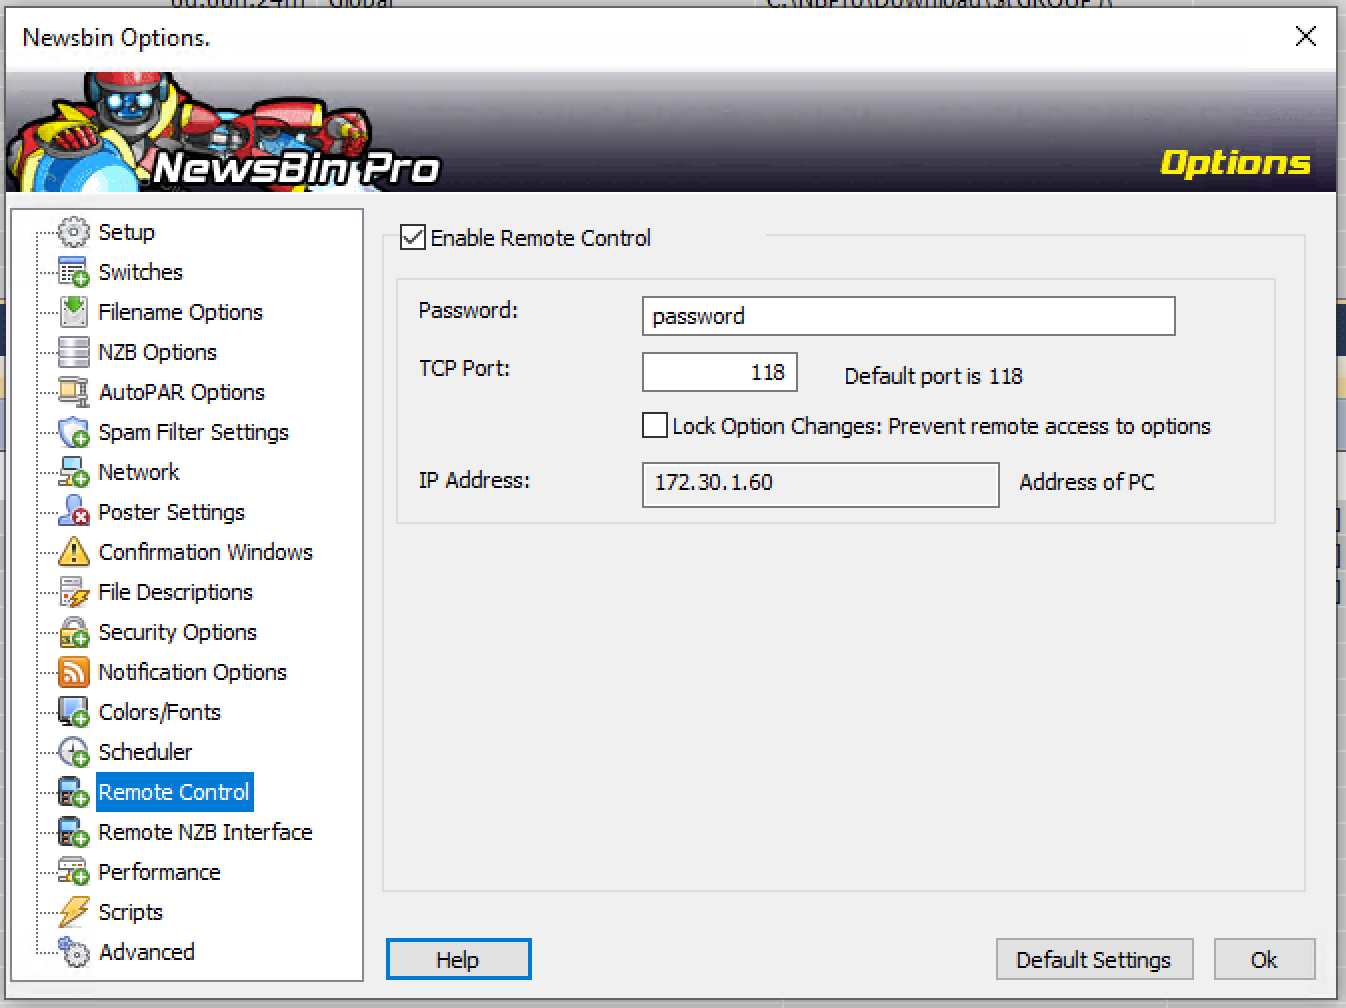 Global
Newsbin Options.
NewsBin Pro
Options
Setup
Switches
Filename Options
NZB Options
AutoPAR Options
Spam Filter Settings
Network
Poster Settings
Confirmation Windows
File Descriptions
Security Options
Notification Options
Colors/Fonts
Scheduler
Remote Control
Remote NZB Interface
Performance
Scripts
Advanced
Enable Remote Control
Password:
password
TCP Port:
118
Default port is 118
Lock Option Changes: Prevent remote access to options
IP Address:
172.30.1.60
Address of PC
Help
Default Settings
Ok